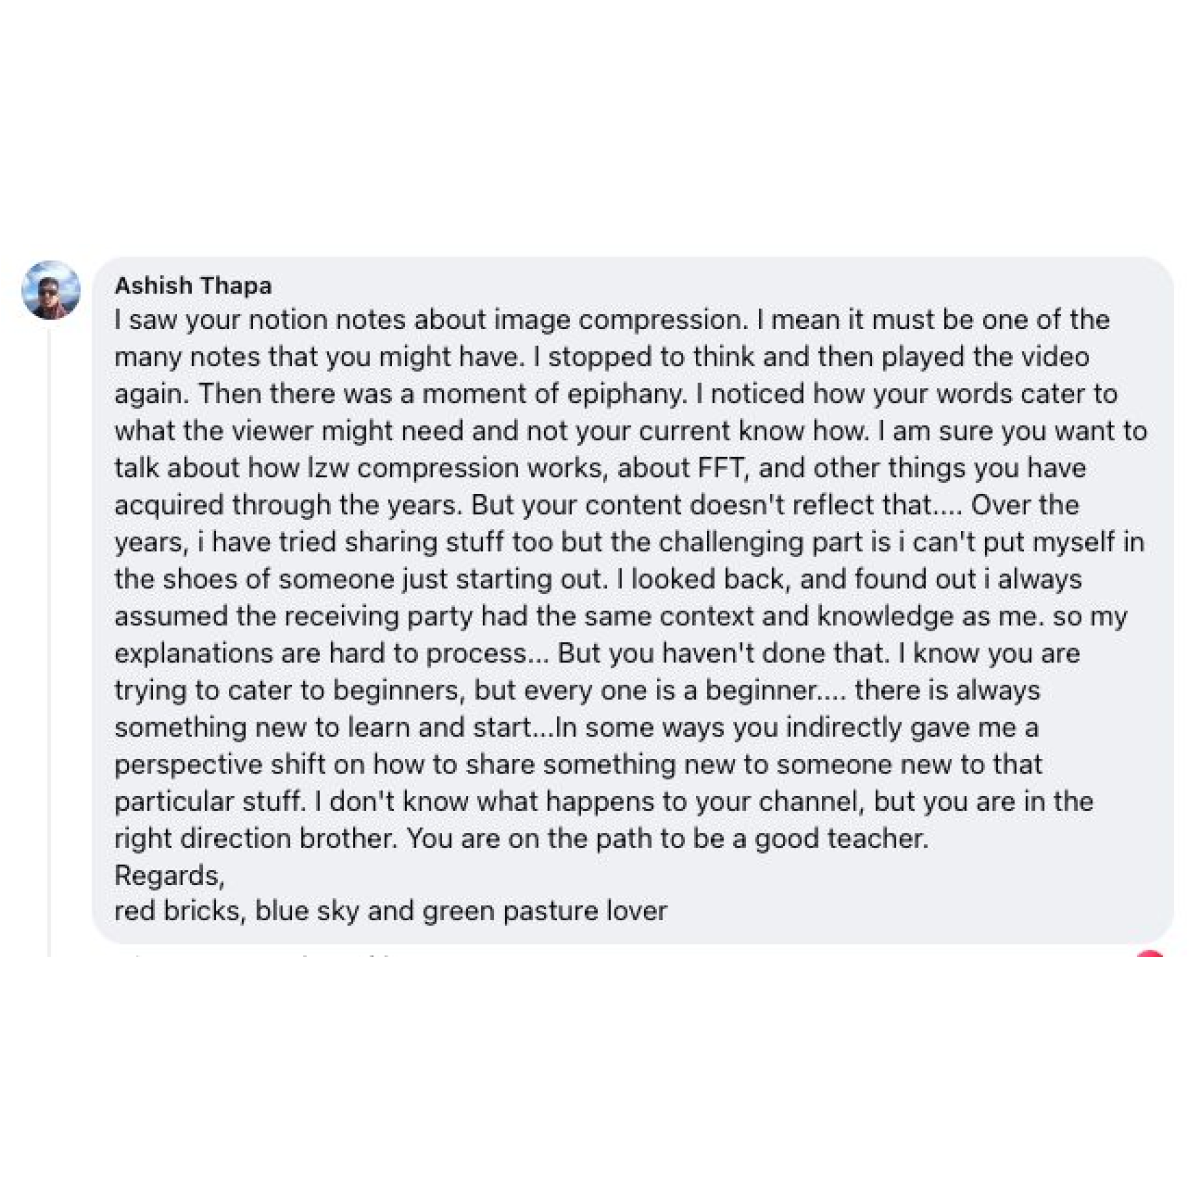 Ashish Thapa
I saw your notion notes about image compression. I mean it must be one of the
many notes that you might have. I stopped to think and then played the video
again. Then there was a moment of epiphany. I noticed how your words cater to
what the viewer might need and not your current know how. I am sure you want to
talk about how lzw compression works, about FFT, and other things you have
acquired through the years. But your content doesn't reflect that.... Over the
years, i have tried sharing stuff too but the challenging part is i can't put myself in
the shoes of someone just starting out. I looked back, and found out i always
assumed the receiving party had the same context and knowledge as me. so my
explanations are hard to process... But you haven't done that. I know you are
trying to cater to beginners, but every one is a beginner.... there is always
something new to learn and start...In some ways you indirectly gave me a
perspective shift on how to share something new to someone new to that
particular stuff. I don't know what happens to your channel, but you are in the
right direction brother. You are on the path to be a good teacher.
Regards,
red bricks, blue sky and green pasture lover